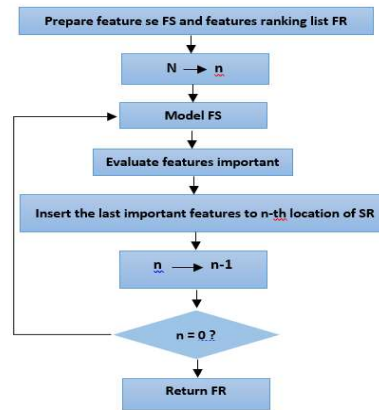 Prepare feature se FS and features ranking list FR
N → n
Model FS
Evaluate features important
Insert the last important features to n-th location of SR
n → n-1
n = 0 ?
Return FR